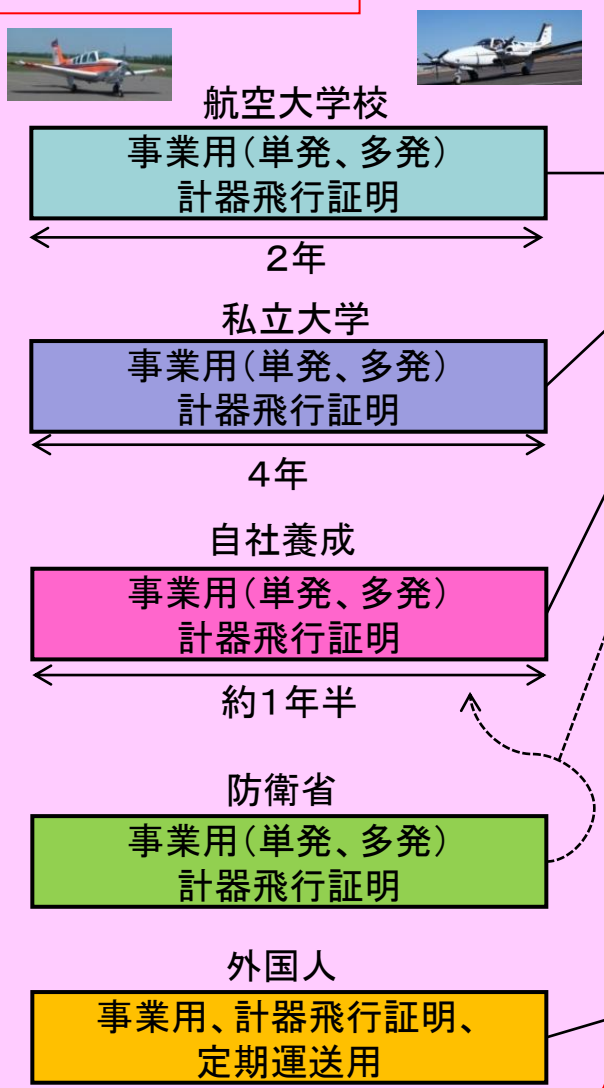 航空大学校
事業用(単発、多発)
計器飛行証明
2年
私立大学
事業用(単発、多発)
計器飛行証明
4年
自社養成
事業用(単発、多発)
計器飛行証明
約1年半
防衛省
事業用(単発、多発)
計器飛行証明
外国人
事業用、計器飛行証明、
定期運送用